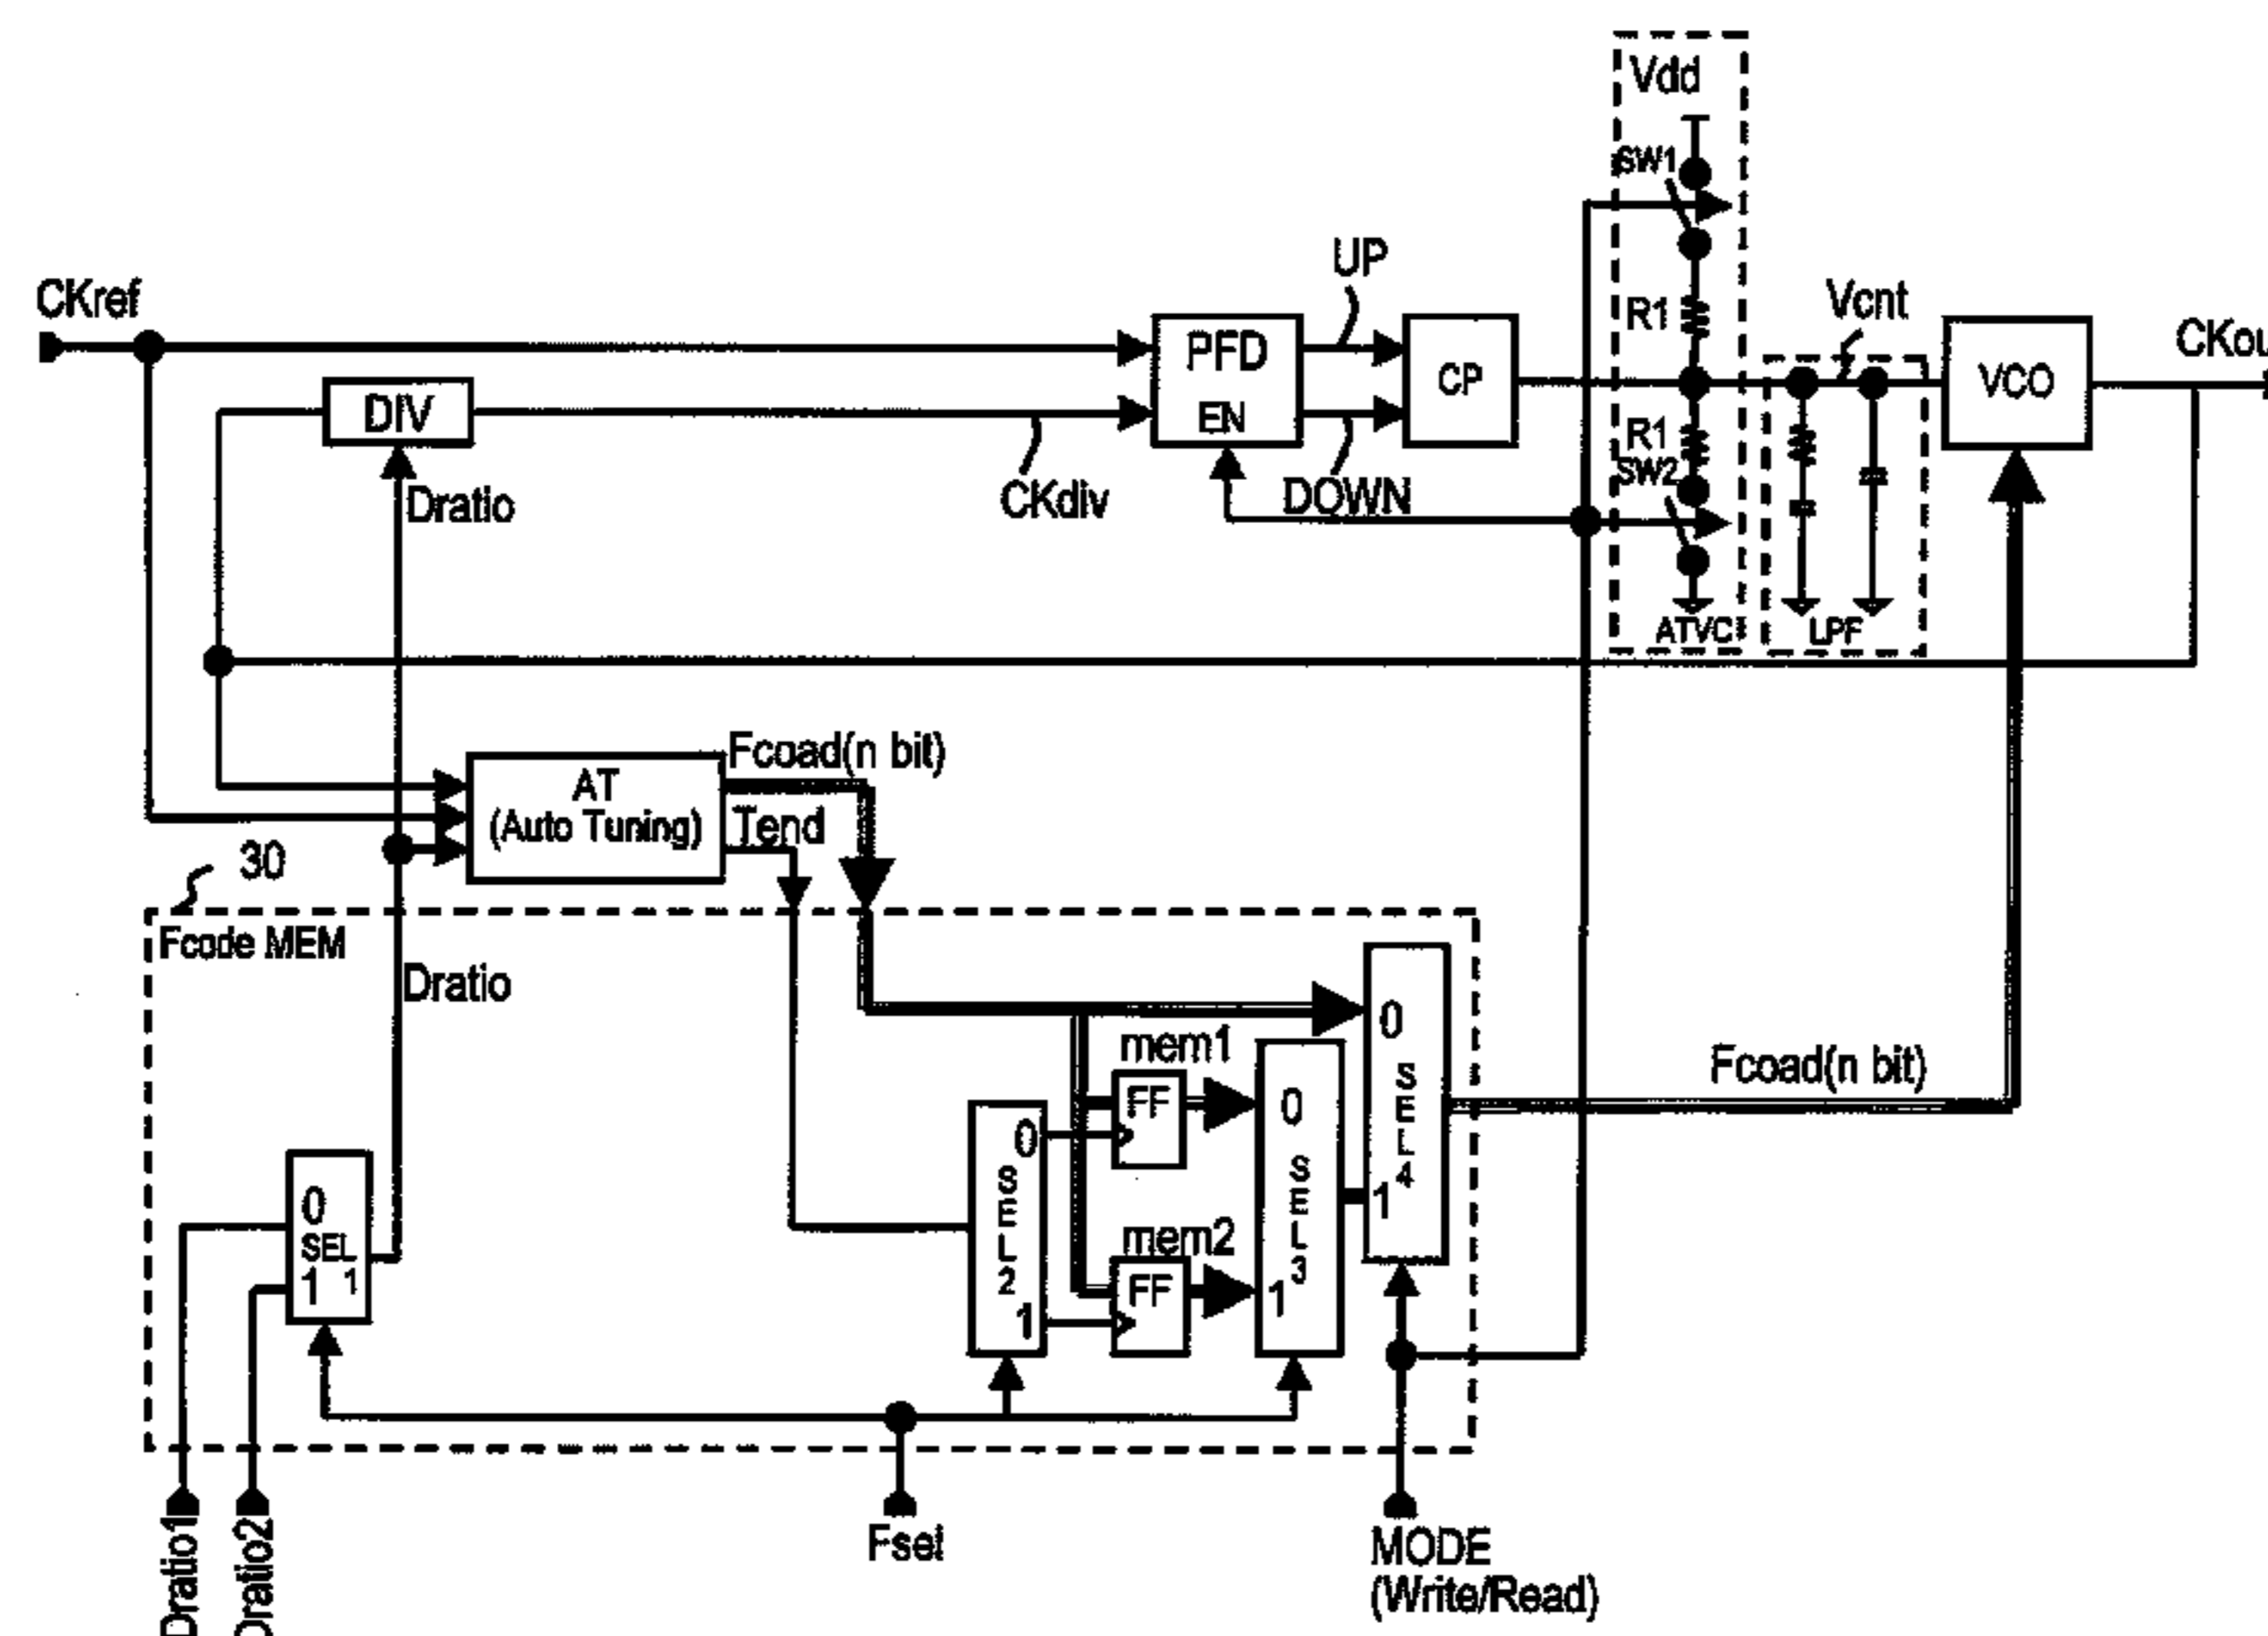 Vdd
SW1
UP
CKref
R1
Vcnt
CKou
PFD
EN
CP
VCO
DIV
R1
SW2
Dratio
CKdiv
DOWN
ATVC
LPF
Fcoad(n bit)
AT
(Auto Tuning)
Tend
30
Fcode MEM
Dratio
0
SEL4
1
mem1
FF
0
SEL3
1
Fcoad(n bit)
0
SEL2
1
mem2
FF
0
SEL
1 1
Dratio1
Dratio2
Fsel
MODE
(Write/Read)